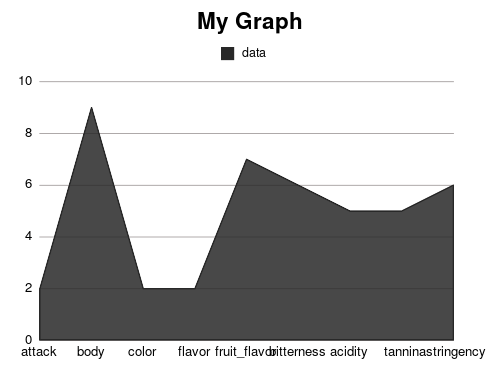 My Graph
data
10
8
6
4
2
0
attack body color flavor fruit_flavor bitterness acidity tannin astringency